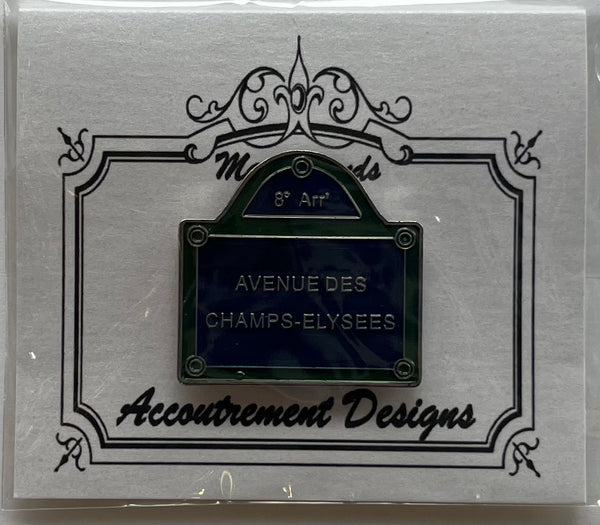 8e Arrt
AVENUE DES
CHAMPS-ELYSEES
Accoutrement Designs